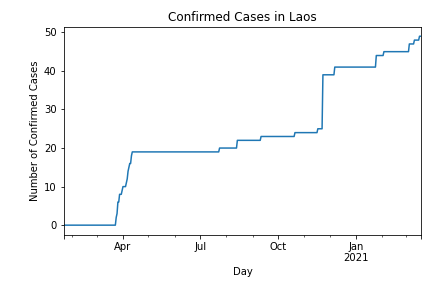 Confirmed Cases in Laos
50
40
30
20
10
0
Number of Confirmed Cases
Apr
Jul
Oct
Jan
2021
Day